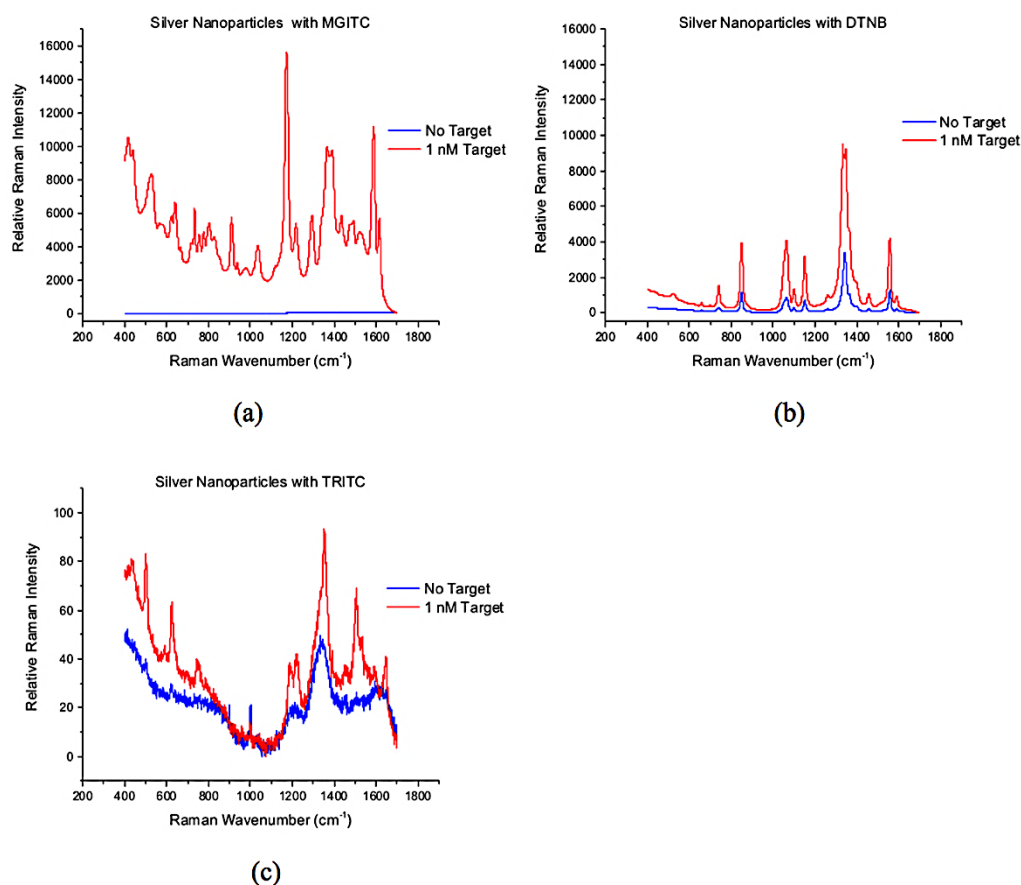 Silver Nanoparticles with MGITC
16000
14000
12000
10000
8000
6000
4000
2000
0
Relative Raman Intensity
No Target
1 nM Target
200 400 600 800 1000 1200 1400 1600 1800
Raman Wavenumber (cm⁻¹)
(a)
Silver Nanoparticles with DTNB
16000
14000
12000
10000
8000
6000
4000
2000
0
Relative Raman Intensity
No Target
1 nM Target
200 400 600 800 1000 1200 1400 1600 1800
Raman Wavenumber (cm⁻¹)
(b)
Silver Nanoparticles with TRITC
100
80
60
40
20
0
Relative Raman Intensity
No Target
1 nM Target
200 400 600 800 1000 1200 1400 1600 1800
Raman Wavenumber (cm⁻¹)
(c)